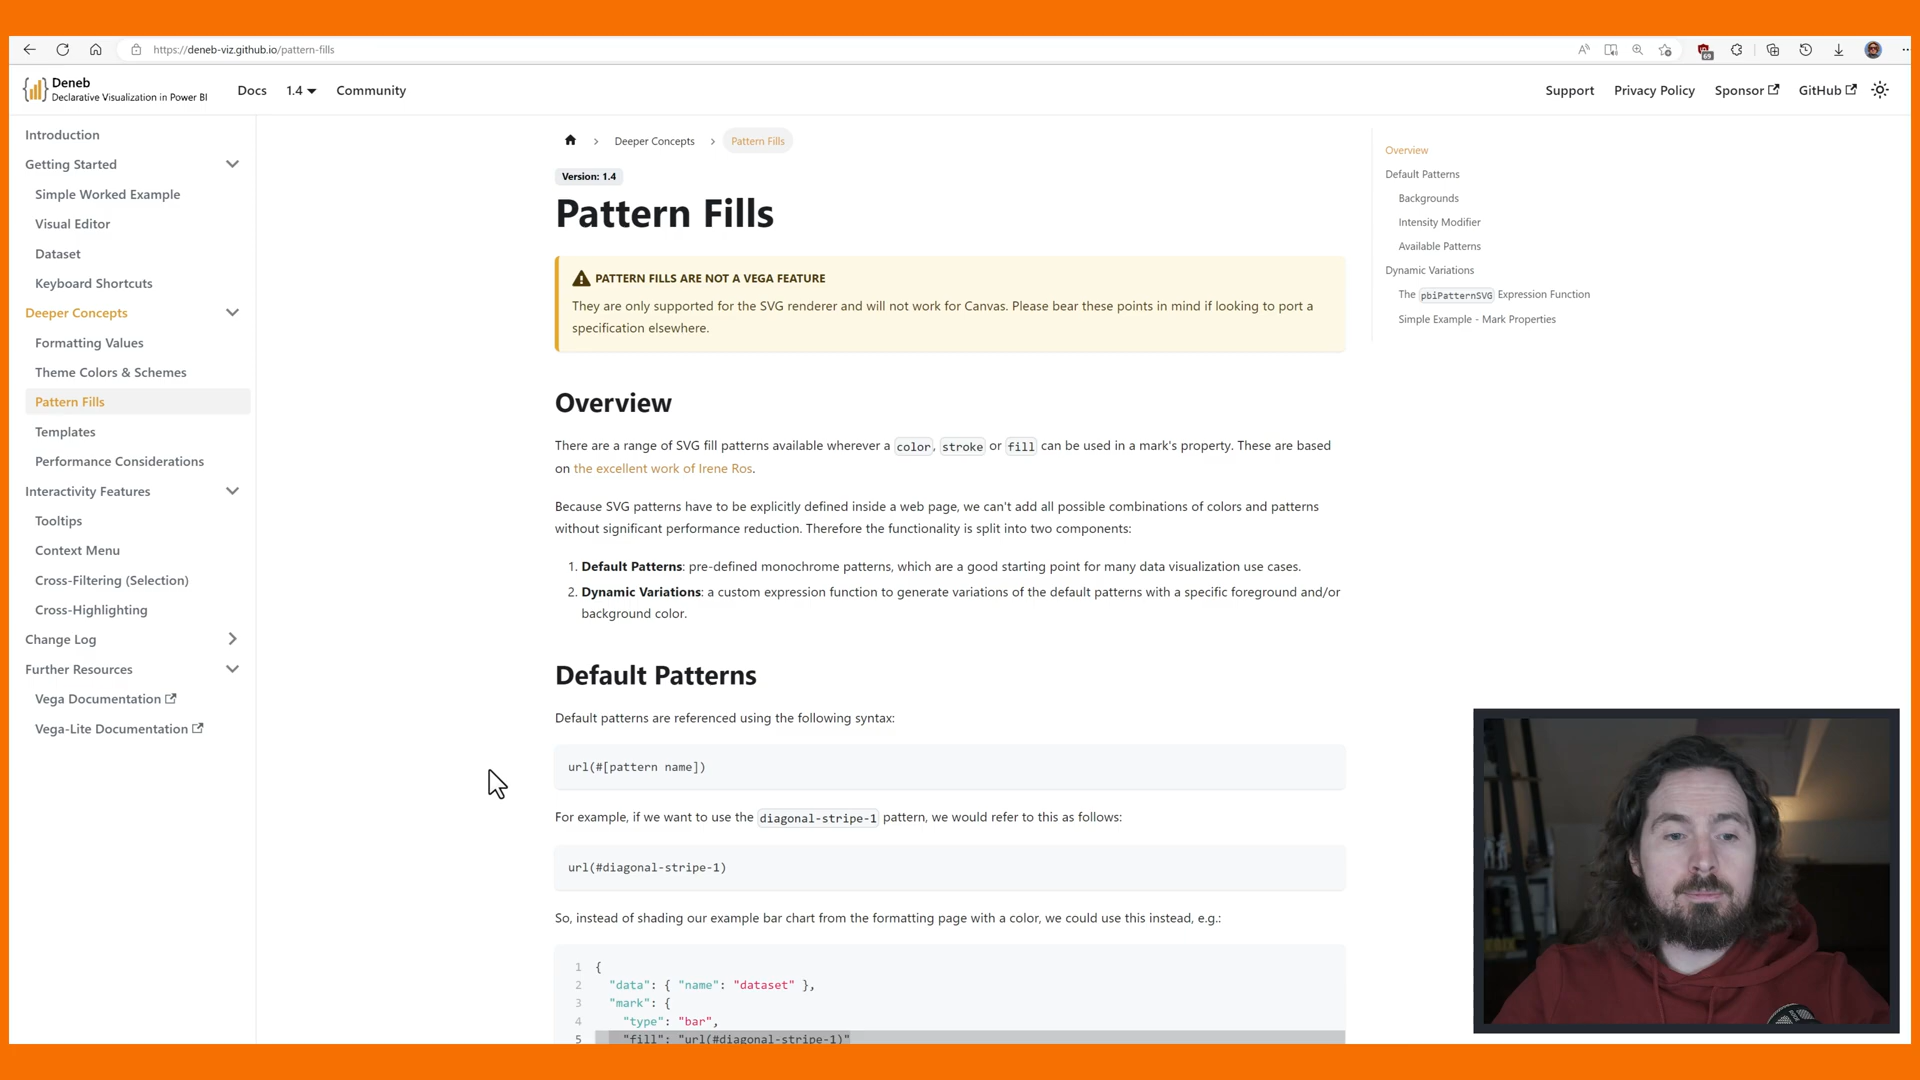 https://deneb-viz.github.io/pattern-fills
69
Deneb
Declarative Visualization in Power BI
Docs
1.4
Community
Support
Privacy Policy
Sponsor
GitHub
Introduction
Getting Started
Simple Worked Example
Visual Editor
Dataset
Keyboard Shortcuts
Deeper Concepts
Formatting Values
Theme Colors & Schemes
Pattern Fills
Templates
Performance Considerations
Interactivity Features
Tooltips
Context Menu
Cross-Filtering (Selection)
Cross-Highlighting
Change Log
Further Resources
Vega Documentation
Vega-Lite Documentation
Deeper Concepts
Pattern Fills
Version: 1.4
Pattern Fills
PATTERN FILLS ARE NOT A VEGA FEATURE
They are only supported for the SVG renderer and will not work for Canvas. Please bear these points in mind if looking to port a
specification elsewhere.
Overview
There are a range of SVG fill patterns available wherever a color, stroke or fill can be used in a mark's property. These are based
on the excellent work of Irene Ros.
Because SVG patterns have to be explicitly defined inside a web page, we can't add all possible combinations of colors and patterns
without significant performance reduction. Therefore the functionality is split into two components:
1. Default Patterns: pre-defined monochrome patterns, which are a good starting point for many data visualization use cases.
2. Dynamic Variations: a custom expression function to generate variations of the default patterns with a specific foreground and/or
background color.
Default Patterns
Default patterns are referenced using the following syntax:
url(#[pattern name])
For example, if we want to use the diagonal-stripe-1 pattern, we would refer to this as follows:
url(#diagonal-stripe-1)
So, instead of shading our example bar chart from the formatting page with a color, we could use this instead, e.g.:
1 {
2 "data": { "name": "dataset" },
3 "mark": {
4 "type": "bar",
5 "fill": "url(#diagonal-stripe-1)"
Overview
Default Patterns
Backgrounds
Intensity Modifier
Available Patterns
Dynamic Variations
The pbiPatternSVG Expression Function
Simple Example - Mark Properties